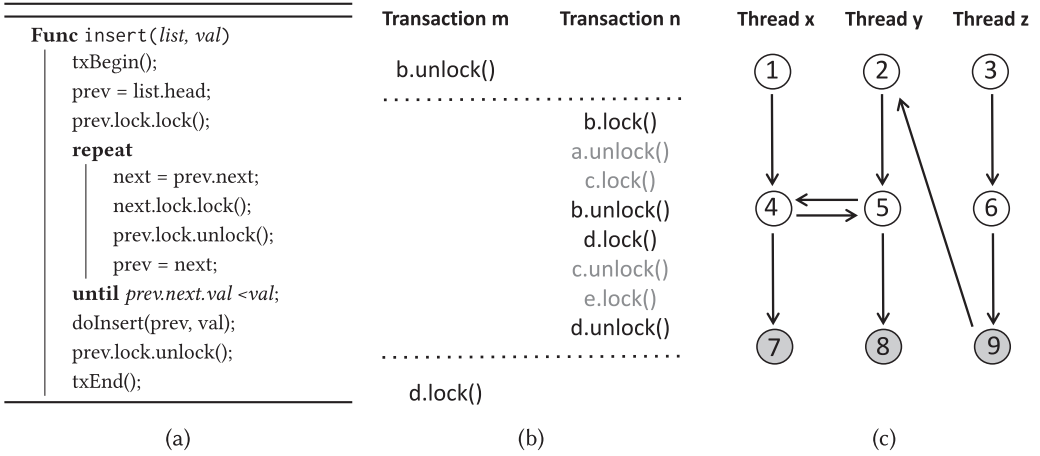 Func insert(list, val)
txBegin();
prev = list.head;
prev.lock.lock();
repeat
next = prev.next;
next.lock.lock();
prev.lock.unlock();
prev = next;
until prev.next.val <val;
doInsert(prev, val);
prev.lock.unlock();
txEnd();
(a)
Transaction m Transaction n
b.unlock()
b.lock()
a.unlock()
c.lock()
b.unlock()
d.lock()
c.unlock()
e.lock()
d.unlock()
d.lock()
(b)
Thread x Thread y Thread z
1 2 3
4 5 6
7 8 9
(c)